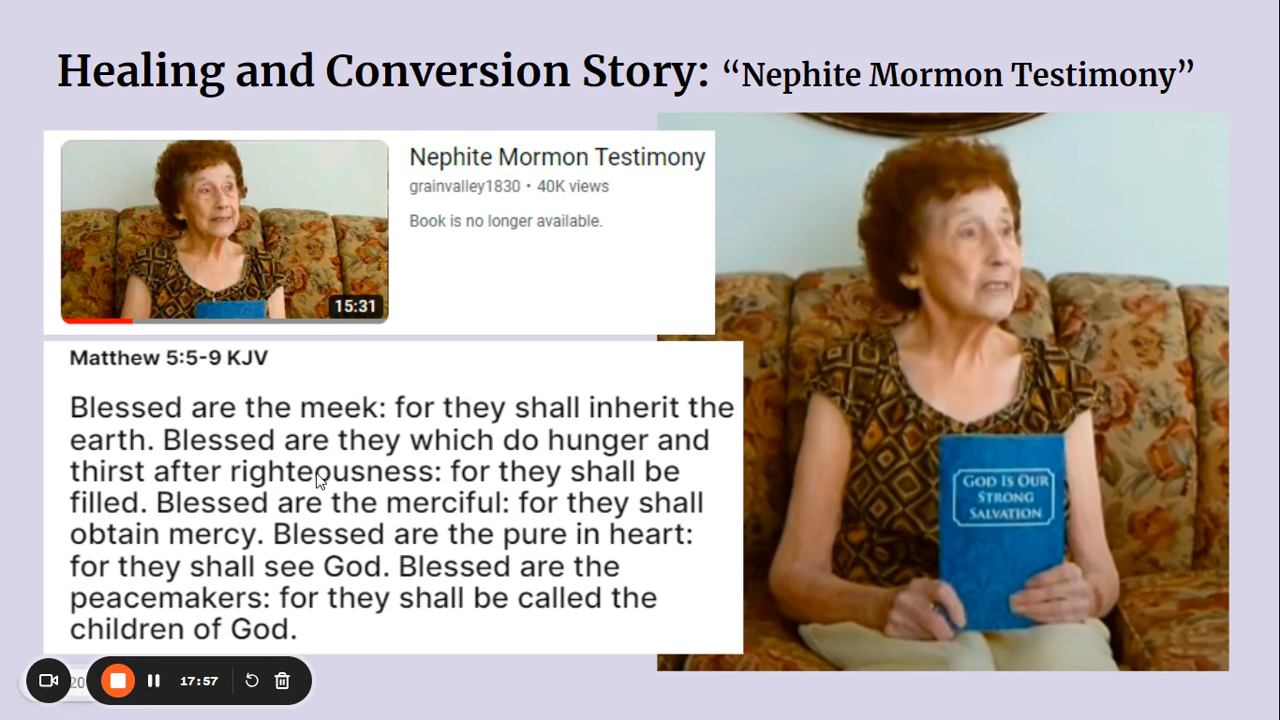 Healing and Conversion Story: “Nephite Mormon Testimony”
Nephite Mormon Testimony
grainvalley1830 • 40K views
Book is no longer available.
15:31
Matthew 5:5-9 KJV
Blessed are the meek: for they shall inherit the
earth. Blessed are they which do hunger and
thirst after righteousness: for they shall be
filled. Blessed are the merciful: for they shall
obtain mercy. Blessed are the pure in heart:
for they shall see God. Blessed are the
peacemakers: for they shall be called the
children of God.
GOD IS OUR
STRONG
SALVATION
17:57